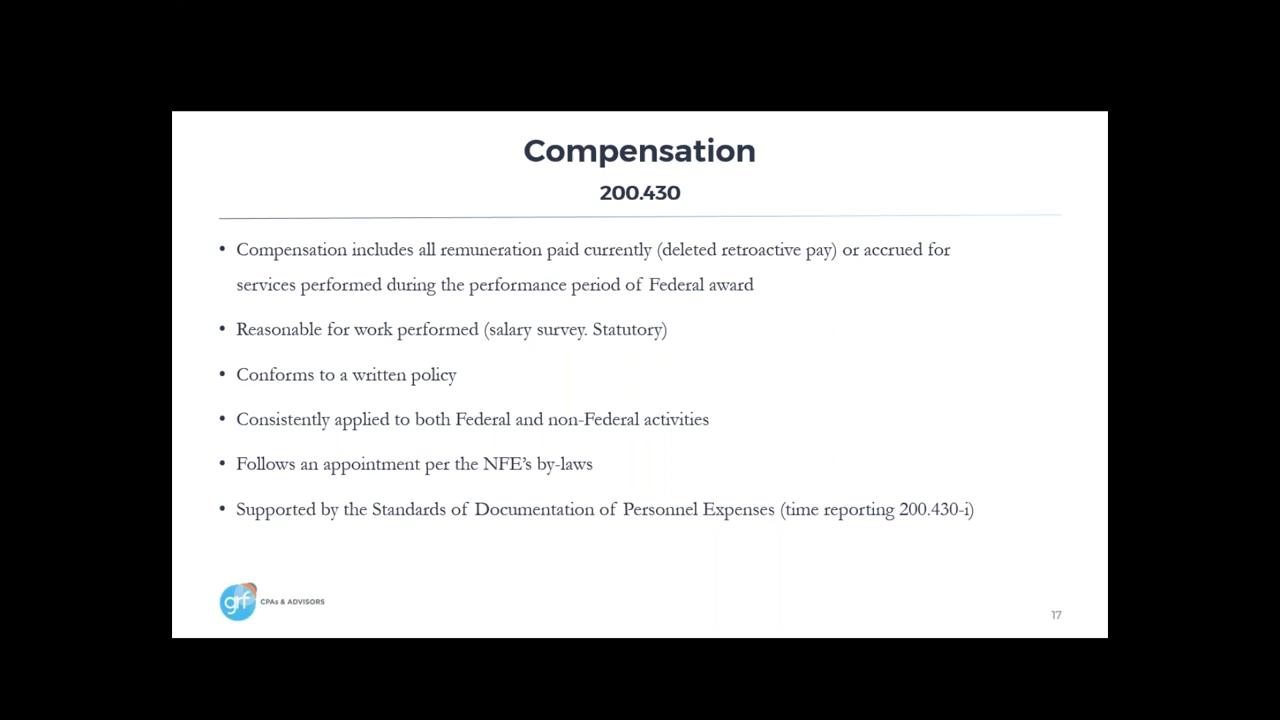 Compensation
200.430
• Compensation includes all remuneration paid currently (deleted retroactive pay) or accrued for
services performed during the performance period of Federal award
• Reasonable for work performed (salary survey. Statutory)
• Conforms to a written policy
• Consistently applied to both Federal and non-Federal activities
• Follows an appointment per the NFE's by-laws
• Supported by the Standards of Documentation of Personnel Expenses (time reporting 200.430-i)
grf CPAs & ADVISORS
17